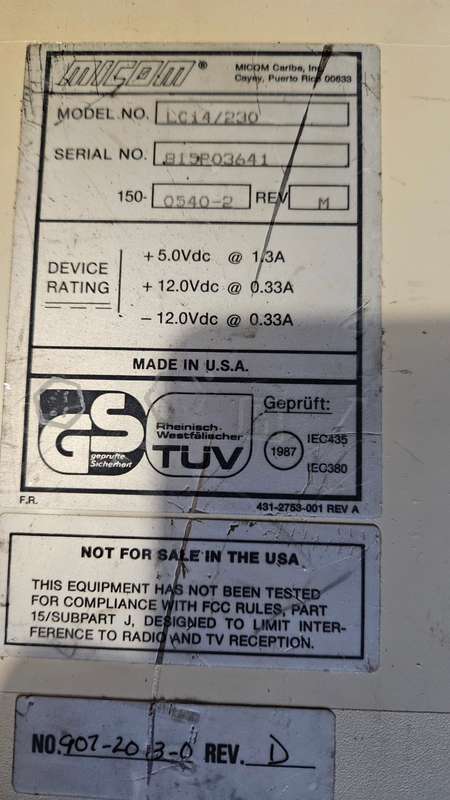 MICOM® MICOM Caribe, Inc.
Cayey, Puerto Rico 00633
MODEL NO. LC14/230
SERIAL NO. 815P03641
150- 0540-2 REV M
DEVICE RATING
+ 5.0Vdc @ 1.3A
+ 12.0Vdc @ 0.33A
− 12.0Vdc @ 0.33A
MADE IN U.S.A.
GS
geprüfte
Sicherheit
Rheinisch-
Westfälischer
TÜV
Geprüft:
1987
IEC435
IEC380
F.R.
431-2753-001 REV A
NOT FOR SALE IN THE USA
THIS EQUIPMENT HAS NOT BEEN TESTED
FOR COMPLIANCE WITH FCC RULES, PART
15/SUBPART J, DESIGNED TO LIMIT INTER-
FERENCE TO RADIO AND TV RECEPTION.
NO. 907-2013-0 REV. D